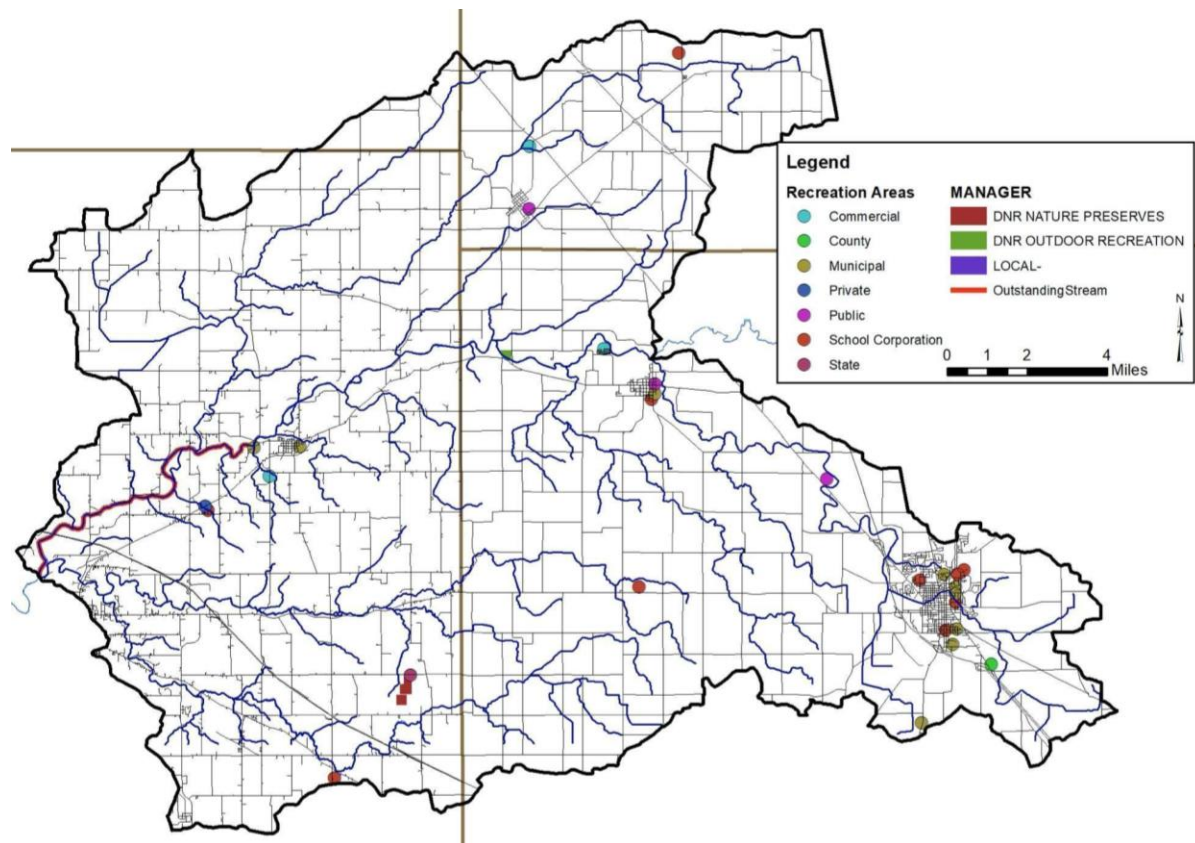 Legend
Recreation Areas
Commercial
County
Municipal
Private
Public
School Corporation
State
MANAGER
DNR NATURE PRESERVES
DNR OUTDOOR RECREATION
LOCAL-
OutstandingStream
N
0 1 2 4
Miles